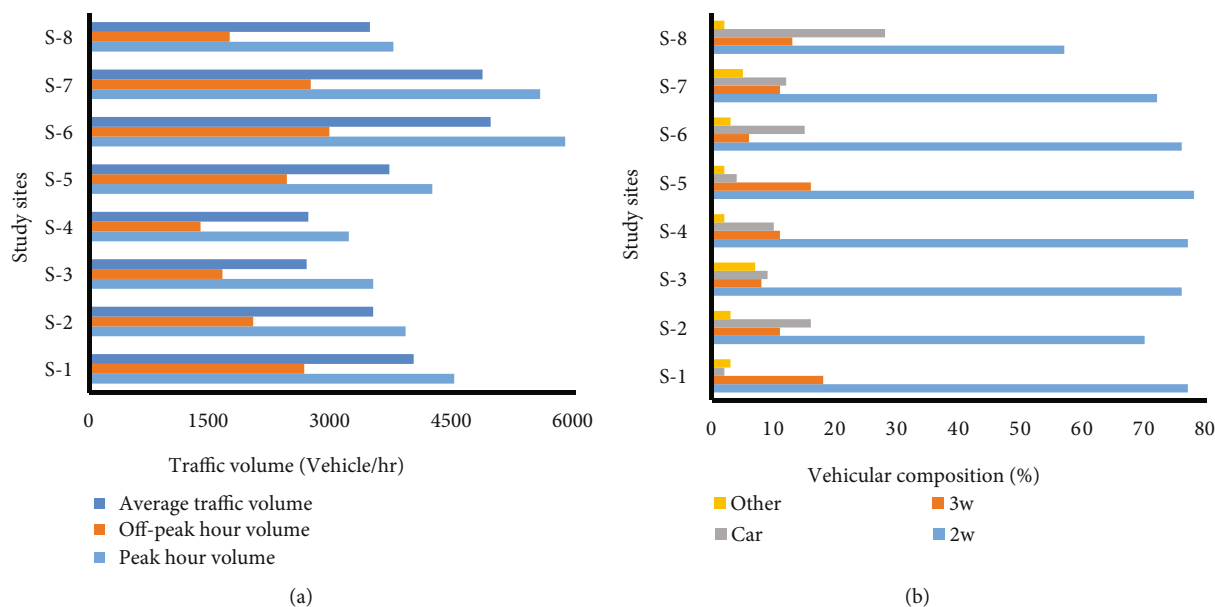 S-8
S-7
S-6
S-5
S-4
S-3
S-2
S-1
Study sites
0 1500 3000 4500 6000
Traffic volume (Vehicle/hr)
Average traffic volume
Off-peak hour volume
Peak hour volume
(a)
S-8
S-7
S-6
S-5
S-4
S-3
S-2
S-1
Study sites
0 10 20 30 40 50 60 70 80
Vehicular composition (%)
Other 3w
Car 2w
(b)